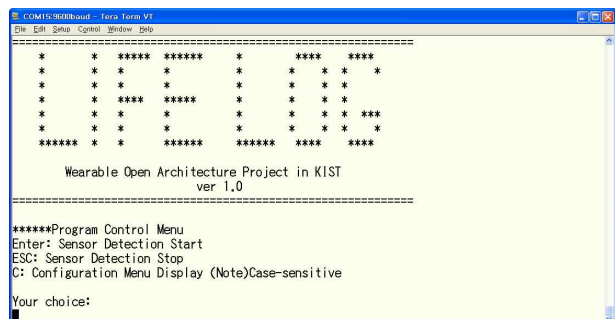 COM15:9600baud - Tera Term VT
File Edit Setup Control Window Help
=============================================================
LIFELOG
Wearable Open Architecture Project in KIST
ver 1.0
=============================================================
******Program Control Menu
Enter: Sensor Detection Start
ESC: Sensor Detection Stop
C: Configuration Menu Display (Note)Case-sensitive
Your choice: